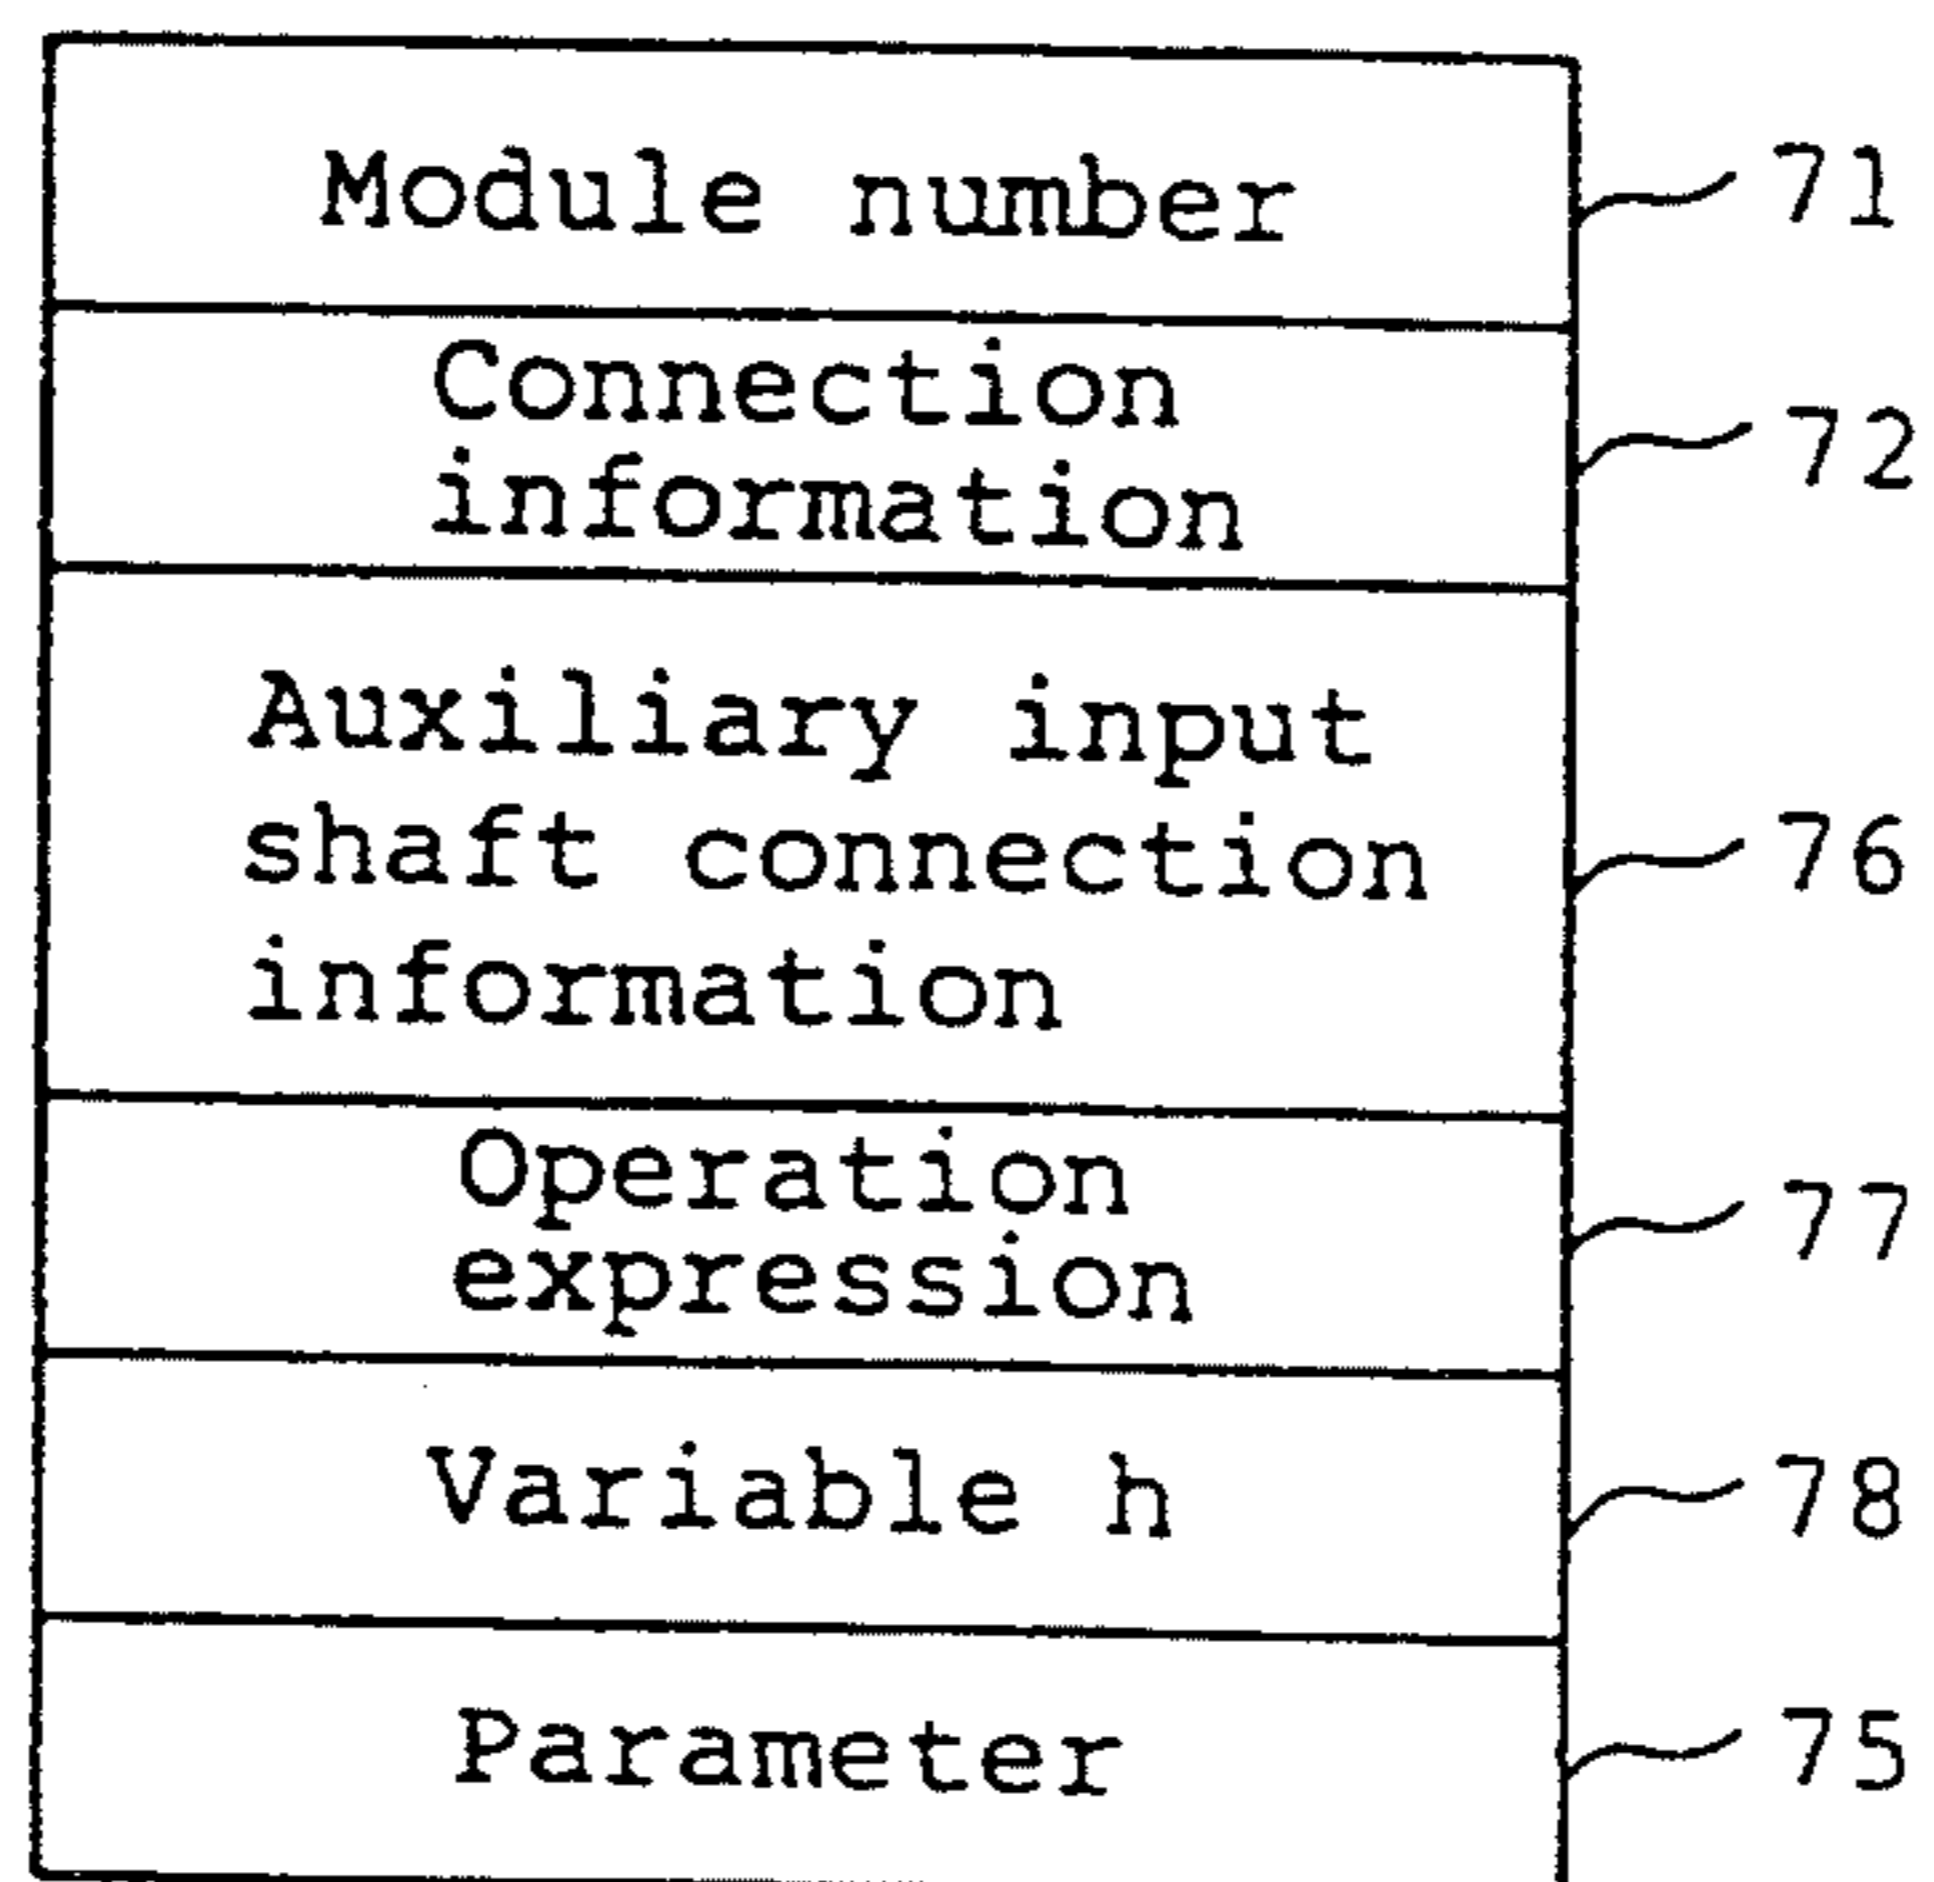 Module number 71
Connection
information 72
Auxiliary input
shaft connection 76
information
Operation
expression 77
Variable h 78
Parameter 75